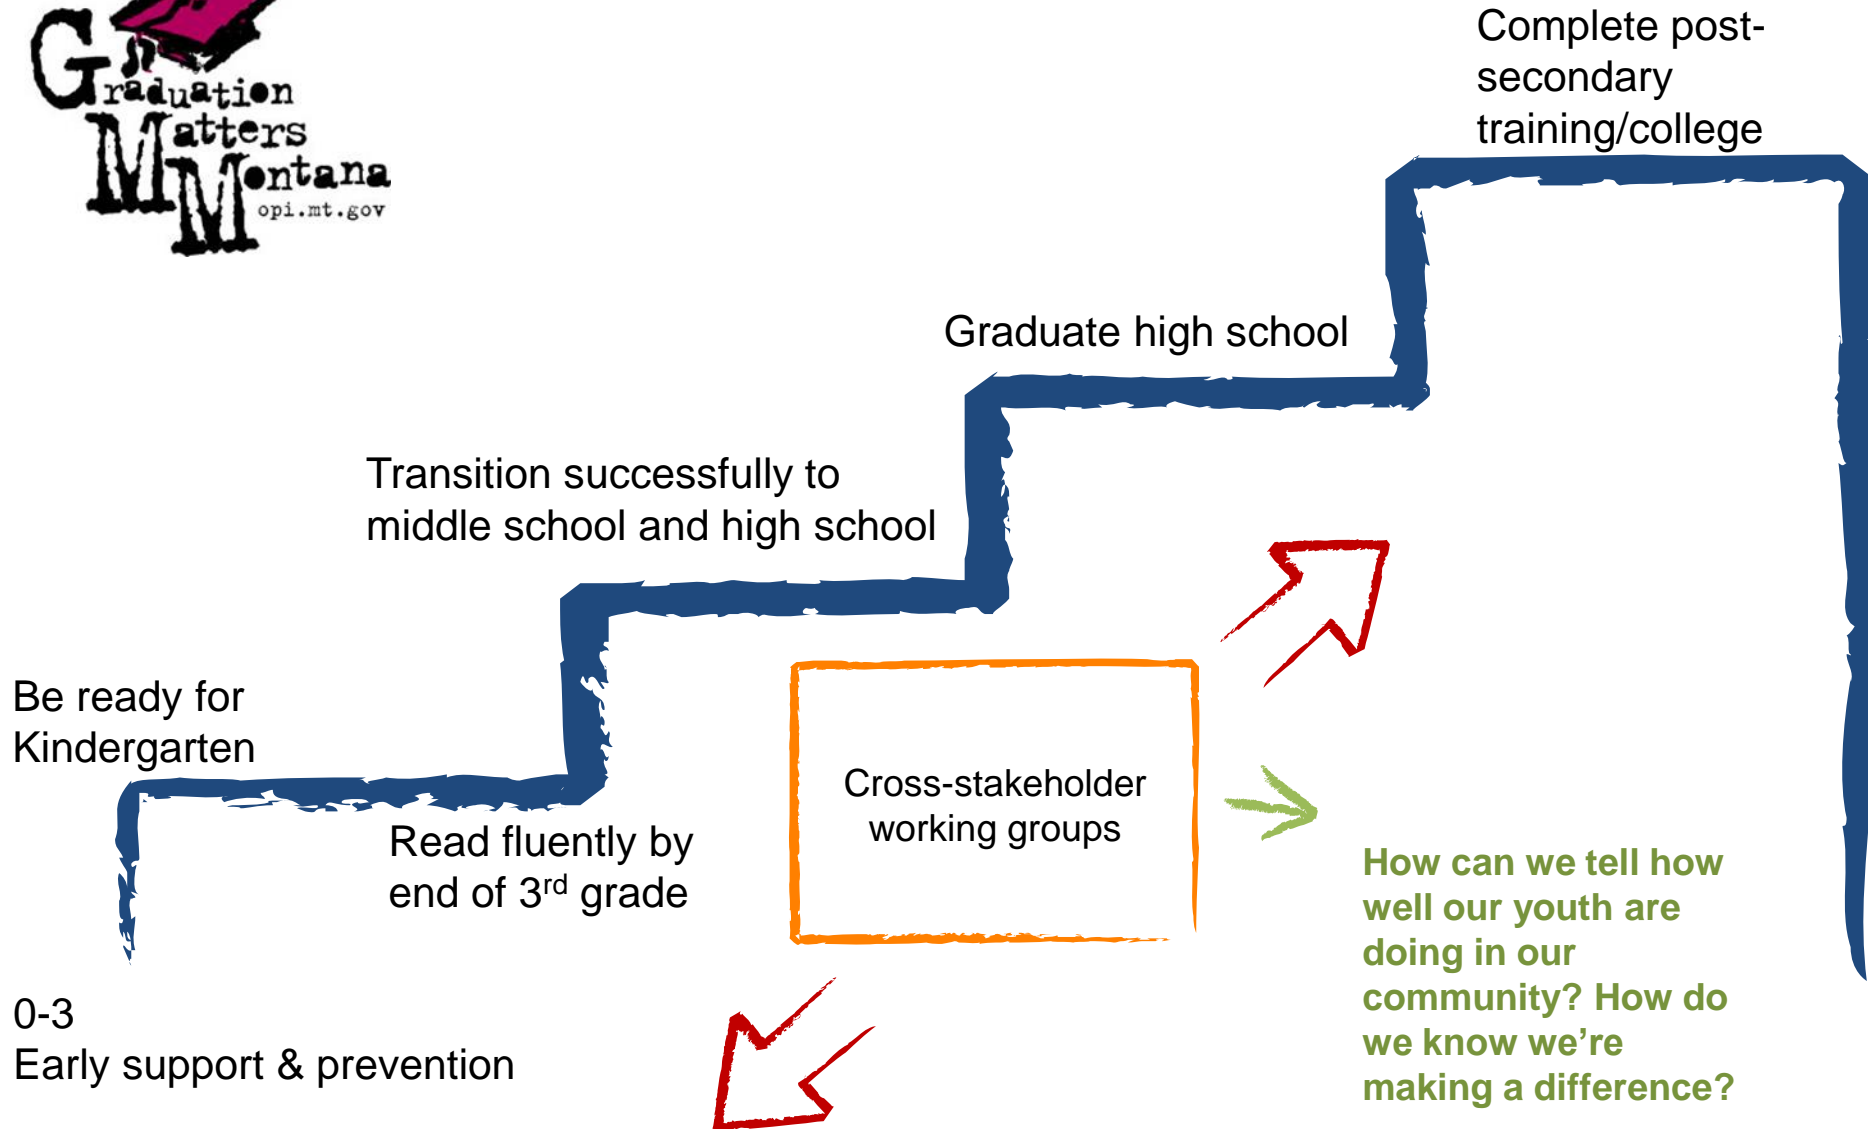 Graduation
Matters
Montana
opi.mt.gov
Complete post-
secondary
training/college
Graduate high school
Transition successfully to
middle school and high school
Be ready for
Kindergarten
Read fluently by
end of 3rd grade
Cross-stakeholder
working groups
How can we tell how
well our youth are
doing in our
community? How do
we know we’re
making a difference?
0-3
Early support & prevention